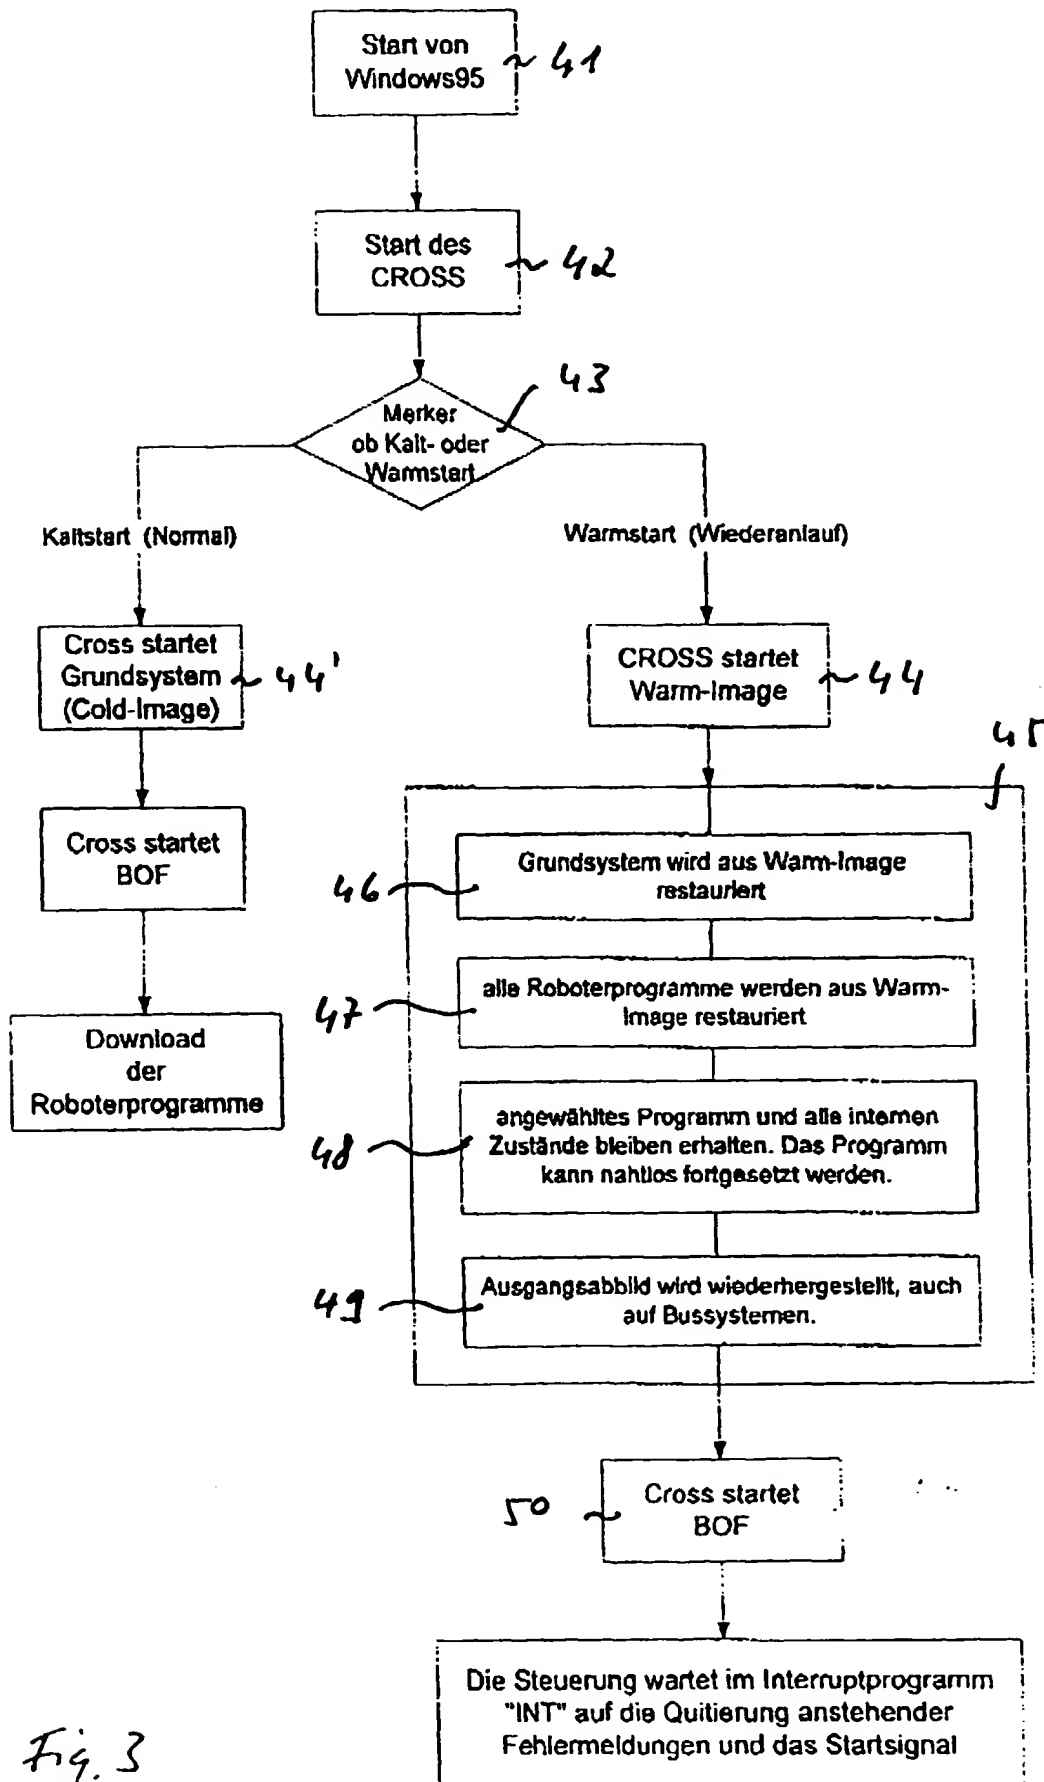 Start von
Windows95
41
Start des
CROSS
42
43
Merker
ob Kalt- oder
Warmstart
Kaltstart (Normal)
Warmstart (Wiederanlauf)
Cross startet
Grundsystem
(Cold-Image)
44'
CROSS startet
Warm-Image
44
45
Cross startet
BOF
Grundsystem wird aus Warm-Image
restauriert
46
Download
der
Roboterprogramme
alle Roboterprogramme werden aus Warm-
Image restauriert
47
angewähltes Programm und alle internen
Zustände bleiben erhalten. Das Programm
kann nahtlos fortgesetzt werden.
48
Ausgangsabbild wird wiederhergestellt, auch
auf Bussystemen.
49
Cross startet
BOF
50
Die Steuerung wartet im Interruptprogramm
"INT" auf die Quitierung anstehender
Fehlermeldungen und das Startsignal
Fig. 3